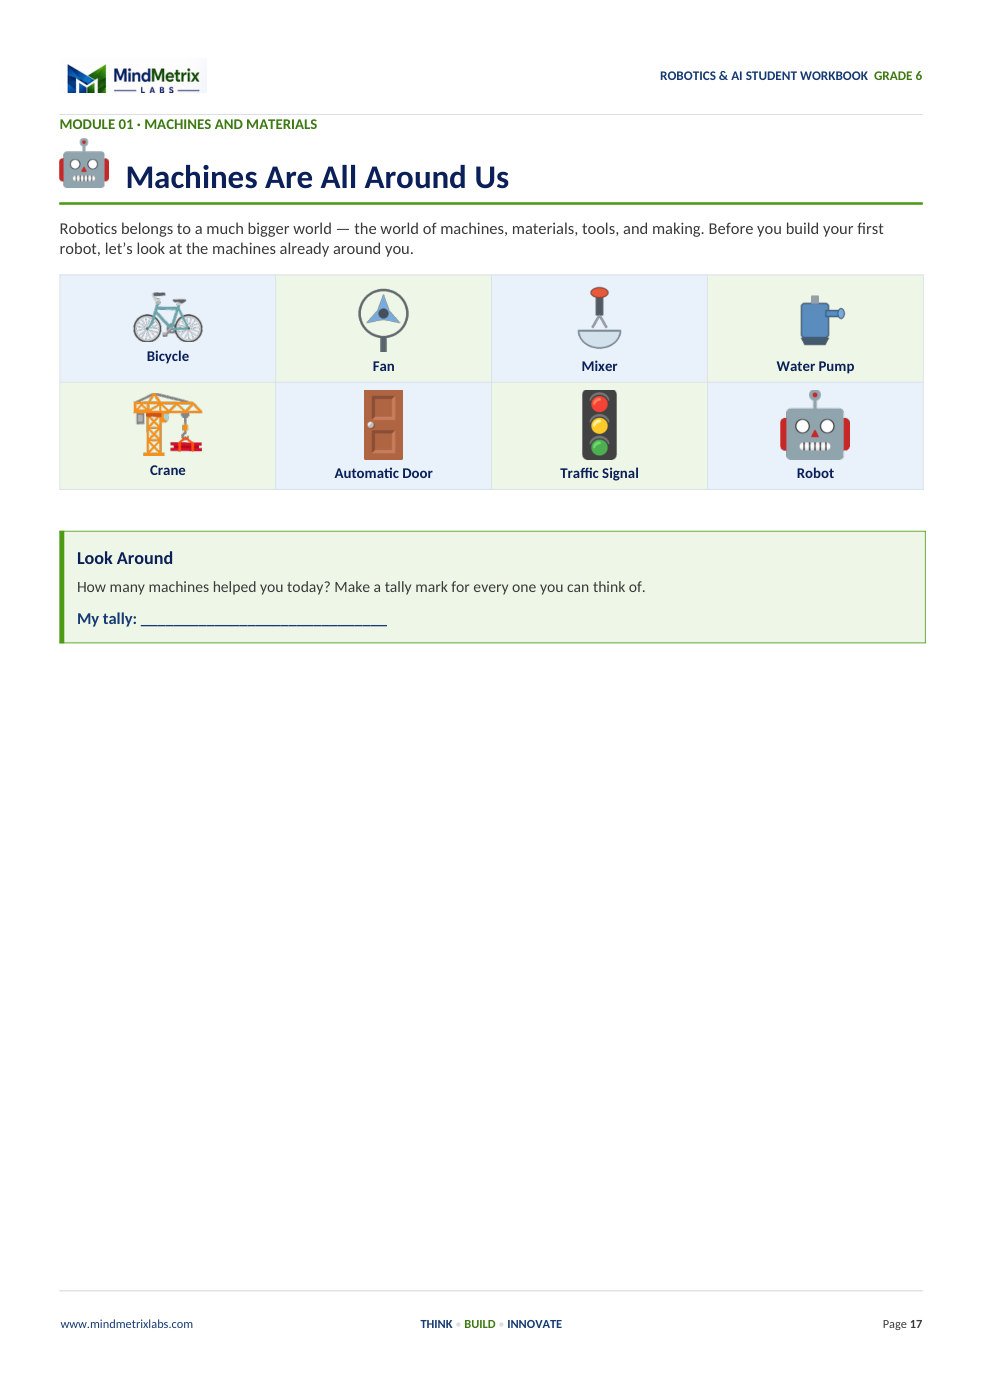 MindMetrix
LABS
ROBOTICS & AI STUDENT WORKBOOK GRADE 6
MODULE 01 · MACHINES AND MATERIALS
Machines Are All Around Us
Robotics belongs to a much bigger world — the world of machines, materials, tools, and making. Before you build your first
robot, let’s look at the machines already around you.
Bicycle
Fan
Mixer
Water Pump
Crane
Automatic Door
Traffic Signal
Robot
Look Around
How many machines helped you today? Make a tally mark for every one you can think of.
My tally: ______________________________
www.mindmetrixlabs.com
THINK • BUILD • INNOVATE
Page 17